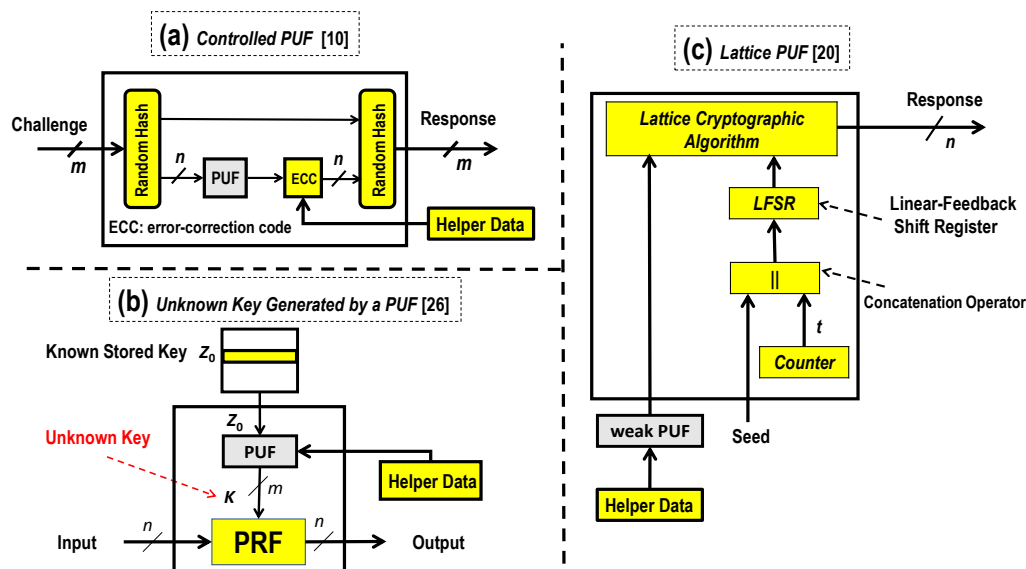 (a) Controlled PUF [10]
Challenge
m
Random Hash
n
PUF
ECC
n
Random Hash
Response
m
ECC: error-correction code
Helper Data
(b) Unknown Key Generated by a PUF [26]
Known Stored Key
Z0
Z0
Unknown Key
PUF
Helper Data
K
m
Input
n
PRF
n
Output
(c) Lattice PUF [20]
Lattice Cryptographic
Algorithm
Response
n
LFSR
Linear-Feedback
Shift Register
||
Concatenation Operator
t
Counter
weak PUF
Seed
Helper Data